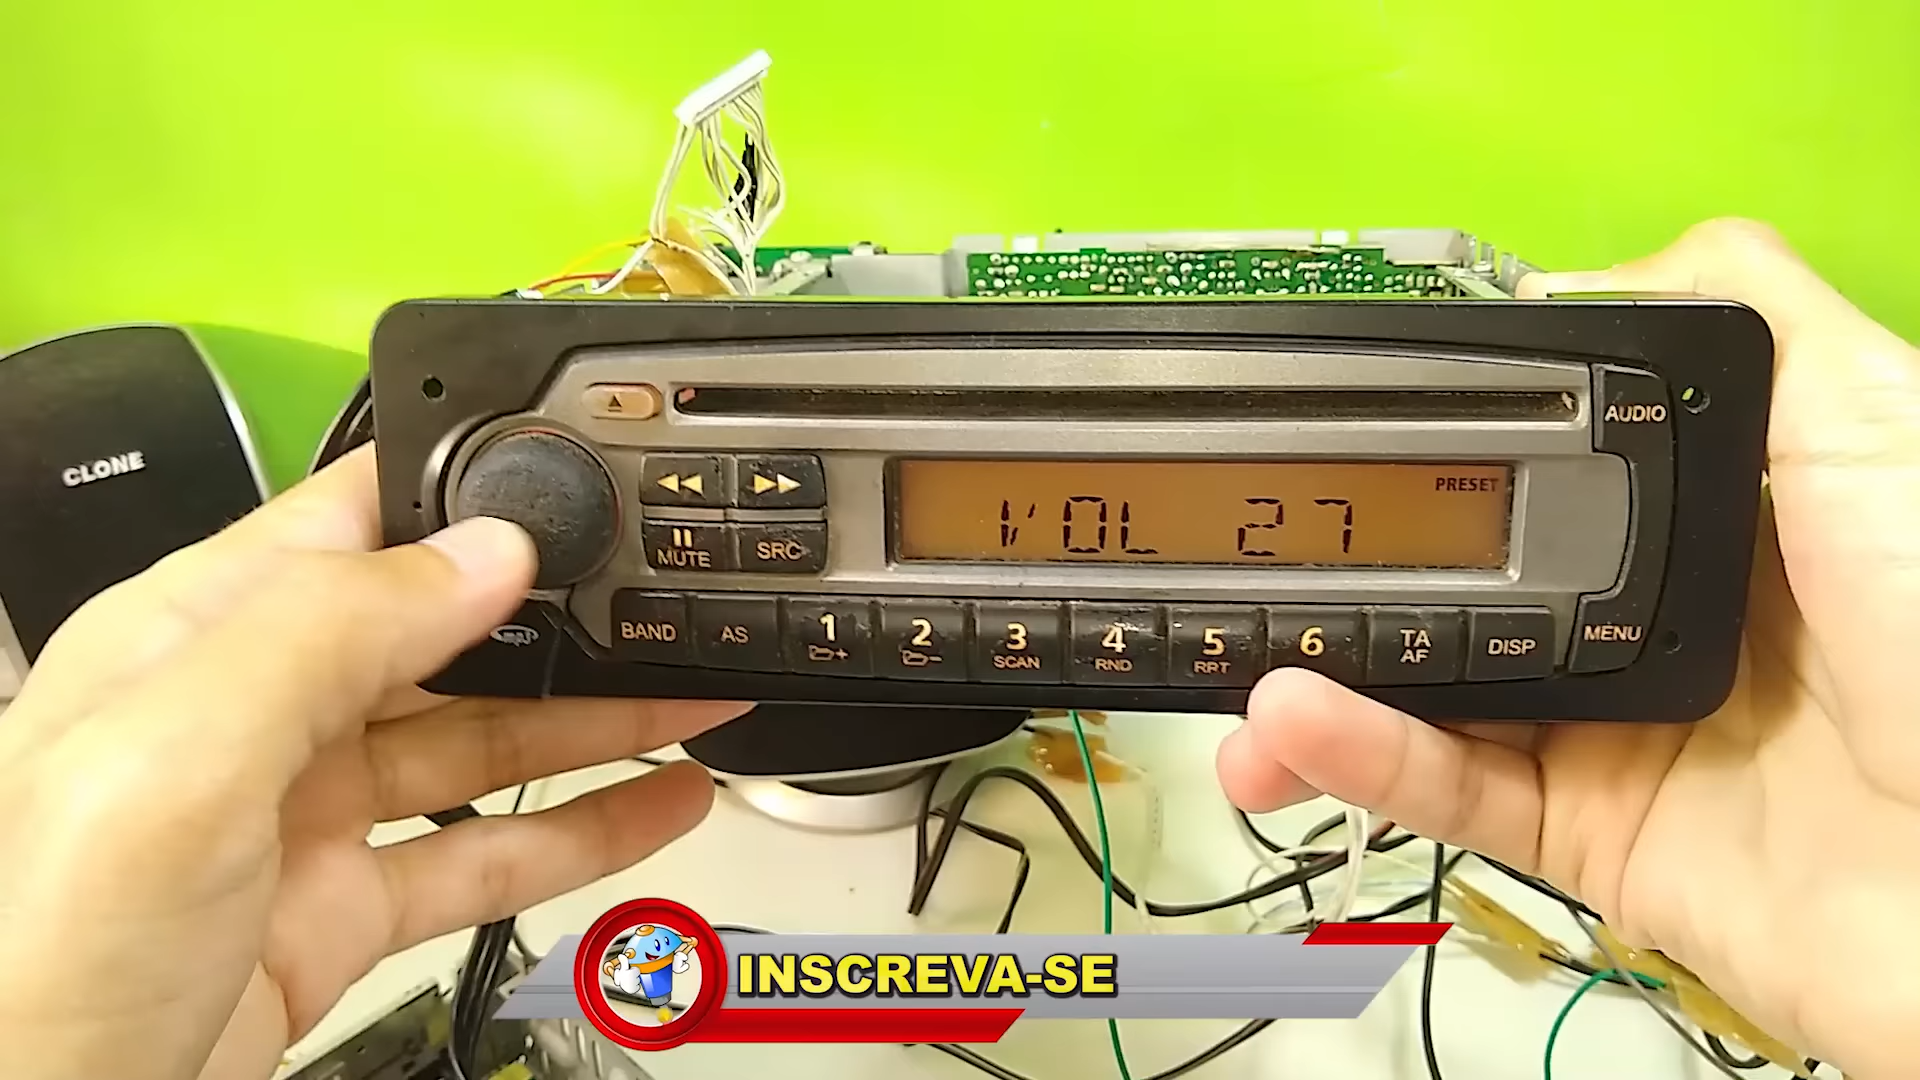 CLONE
AUDIO
PRESET
VOL 27
MUTE SRC
BAND AS 1 2 3 4 5 6 TA DISP MENU
SCAN RND RPT AF
mp3
INSCREVA-SE